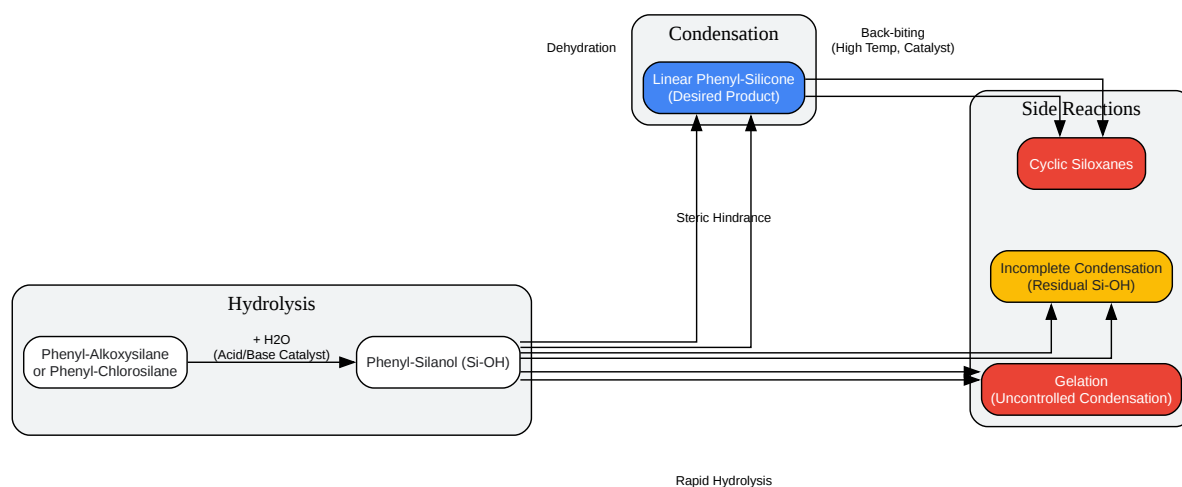 Condensation
Dehydration
Back-biting
(High Temp, Catalyst)
Linear Phenyl-Silicone
(Desired Product)
Side Reactions
Cyclic Siloxanes
Steric Hindrance
Incomplete Condensation
(Residual Si-OH)
Hydrolysis
+ H2O
(Acid/Base Catalyst)
Phenyl-Alkoxysilane
or Phenyl-Chlorosilane
Phenyl-Silanol (Si-OH)
Gelation
(Uncontrolled Condensation)
Rapid Hydrolysis